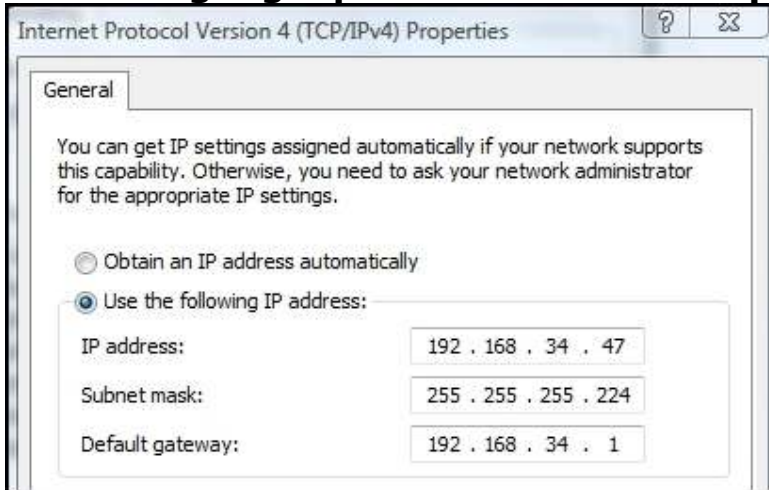 Internet Protocol Version 4 (TCP/IPv4) Properties
General
You can get IP settings assigned automatically if your network supports
this capability. Otherwise, you need to ask your network administrator
for the appropriate IP settings.
Obtain an IP address automatically
Use the following IP address:
IP address: 192 . 168 . 34 . 47
Subnet mask: 255 . 255 . 255 . 224
Default gateway: 192 . 168 . 34 . 1